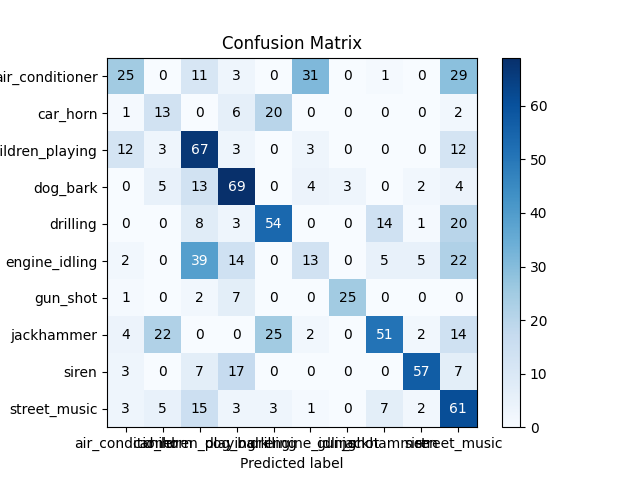 Confusion Matrix
air_conditioner 25 0 11 3 0 31 0 1 0 29
car_horn 1 13 0 6 20 0 0 0 0 2
ildren_playing 12 3 67 3 0 3 0 0 0 12
dog_bark 0 5 13 69 0 4 3 0 2 4
drilling 0 0 8 3 54 0 0 14 1 20
engine_idling 2 0 39 14 0 13 0 5 5 22
gun_shot 1 0 2 7 0 0 25 0 0 0
jackhammer 4 22 0 0 25 2 0 51 2 14
siren 3 0 7 17 0 0 0 0 57 7
street_music 3 5 15 3 3 1 0 7 2 61
60
50
40
30
20
10
0
street_music
Predicted label